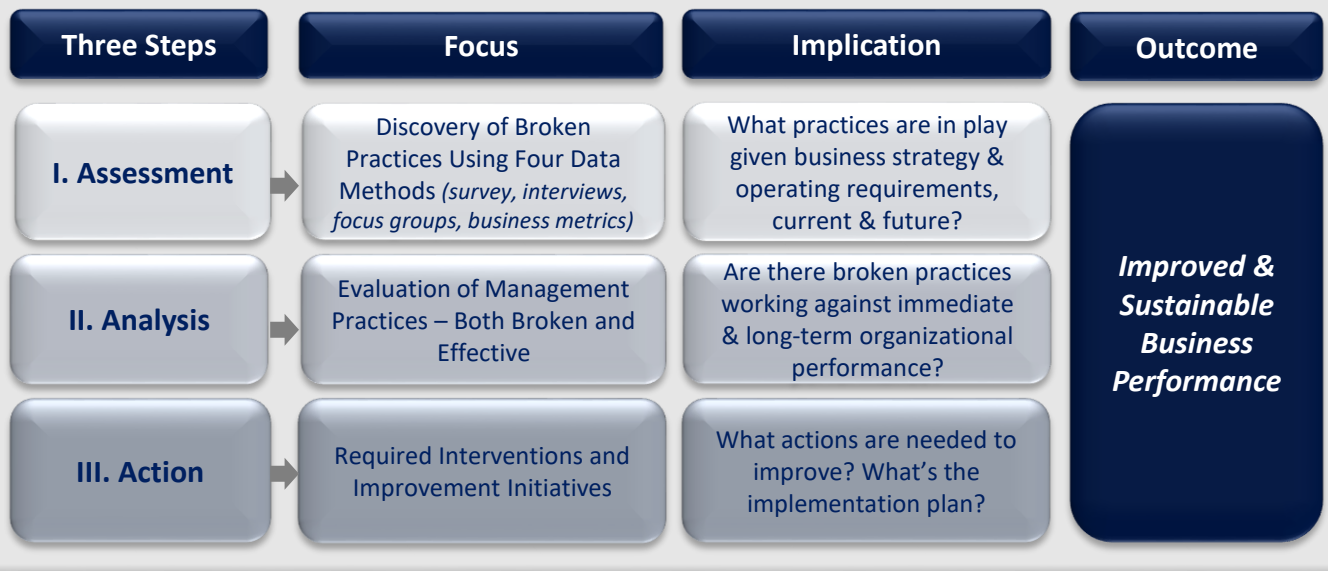 Three Steps
Focus
Implication
Outcome
I. Assessment
Discovery of Broken
Practices Using Four Data
Methods (survey, interviews,
focus groups, business metrics)
What practices are in play
given business strategy &
operating requirements,
current & future?
II. Analysis
Evaluation of Management
Practices – Both Broken and
Effective
Are there broken practices
working against immediate
& long-term organizational
performance?
III. Action
Required Interventions and
Improvement Initiatives
What actions are needed to
improve? What’s the
implementation plan?
Improved &
Sustainable
Business
Performance